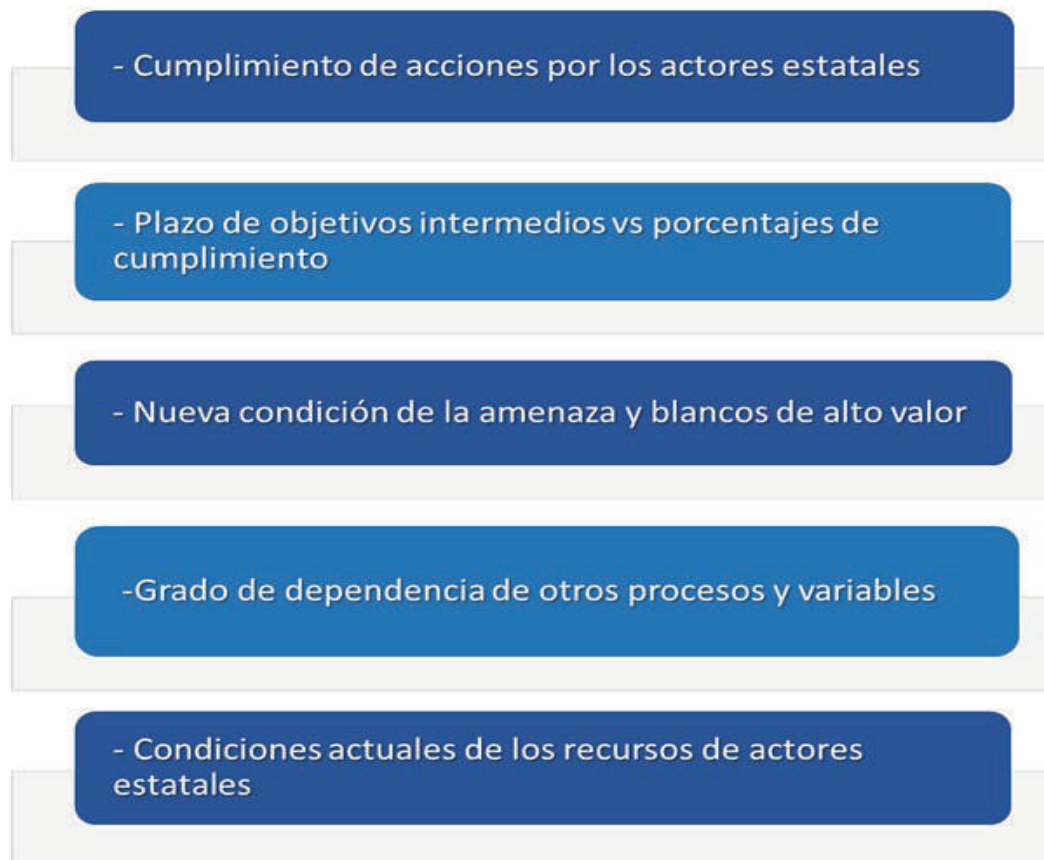 - Cumplimiento de acciones por los actores estatales
- Plazo de objetivos intermedios vs porcentajes de
cumplimiento
- Nueva condición de la amenaza y blancos de alto valor
-Grado de dependencia de otros procesos y variables
- Condiciones actuales de los recursos de actores
estatales